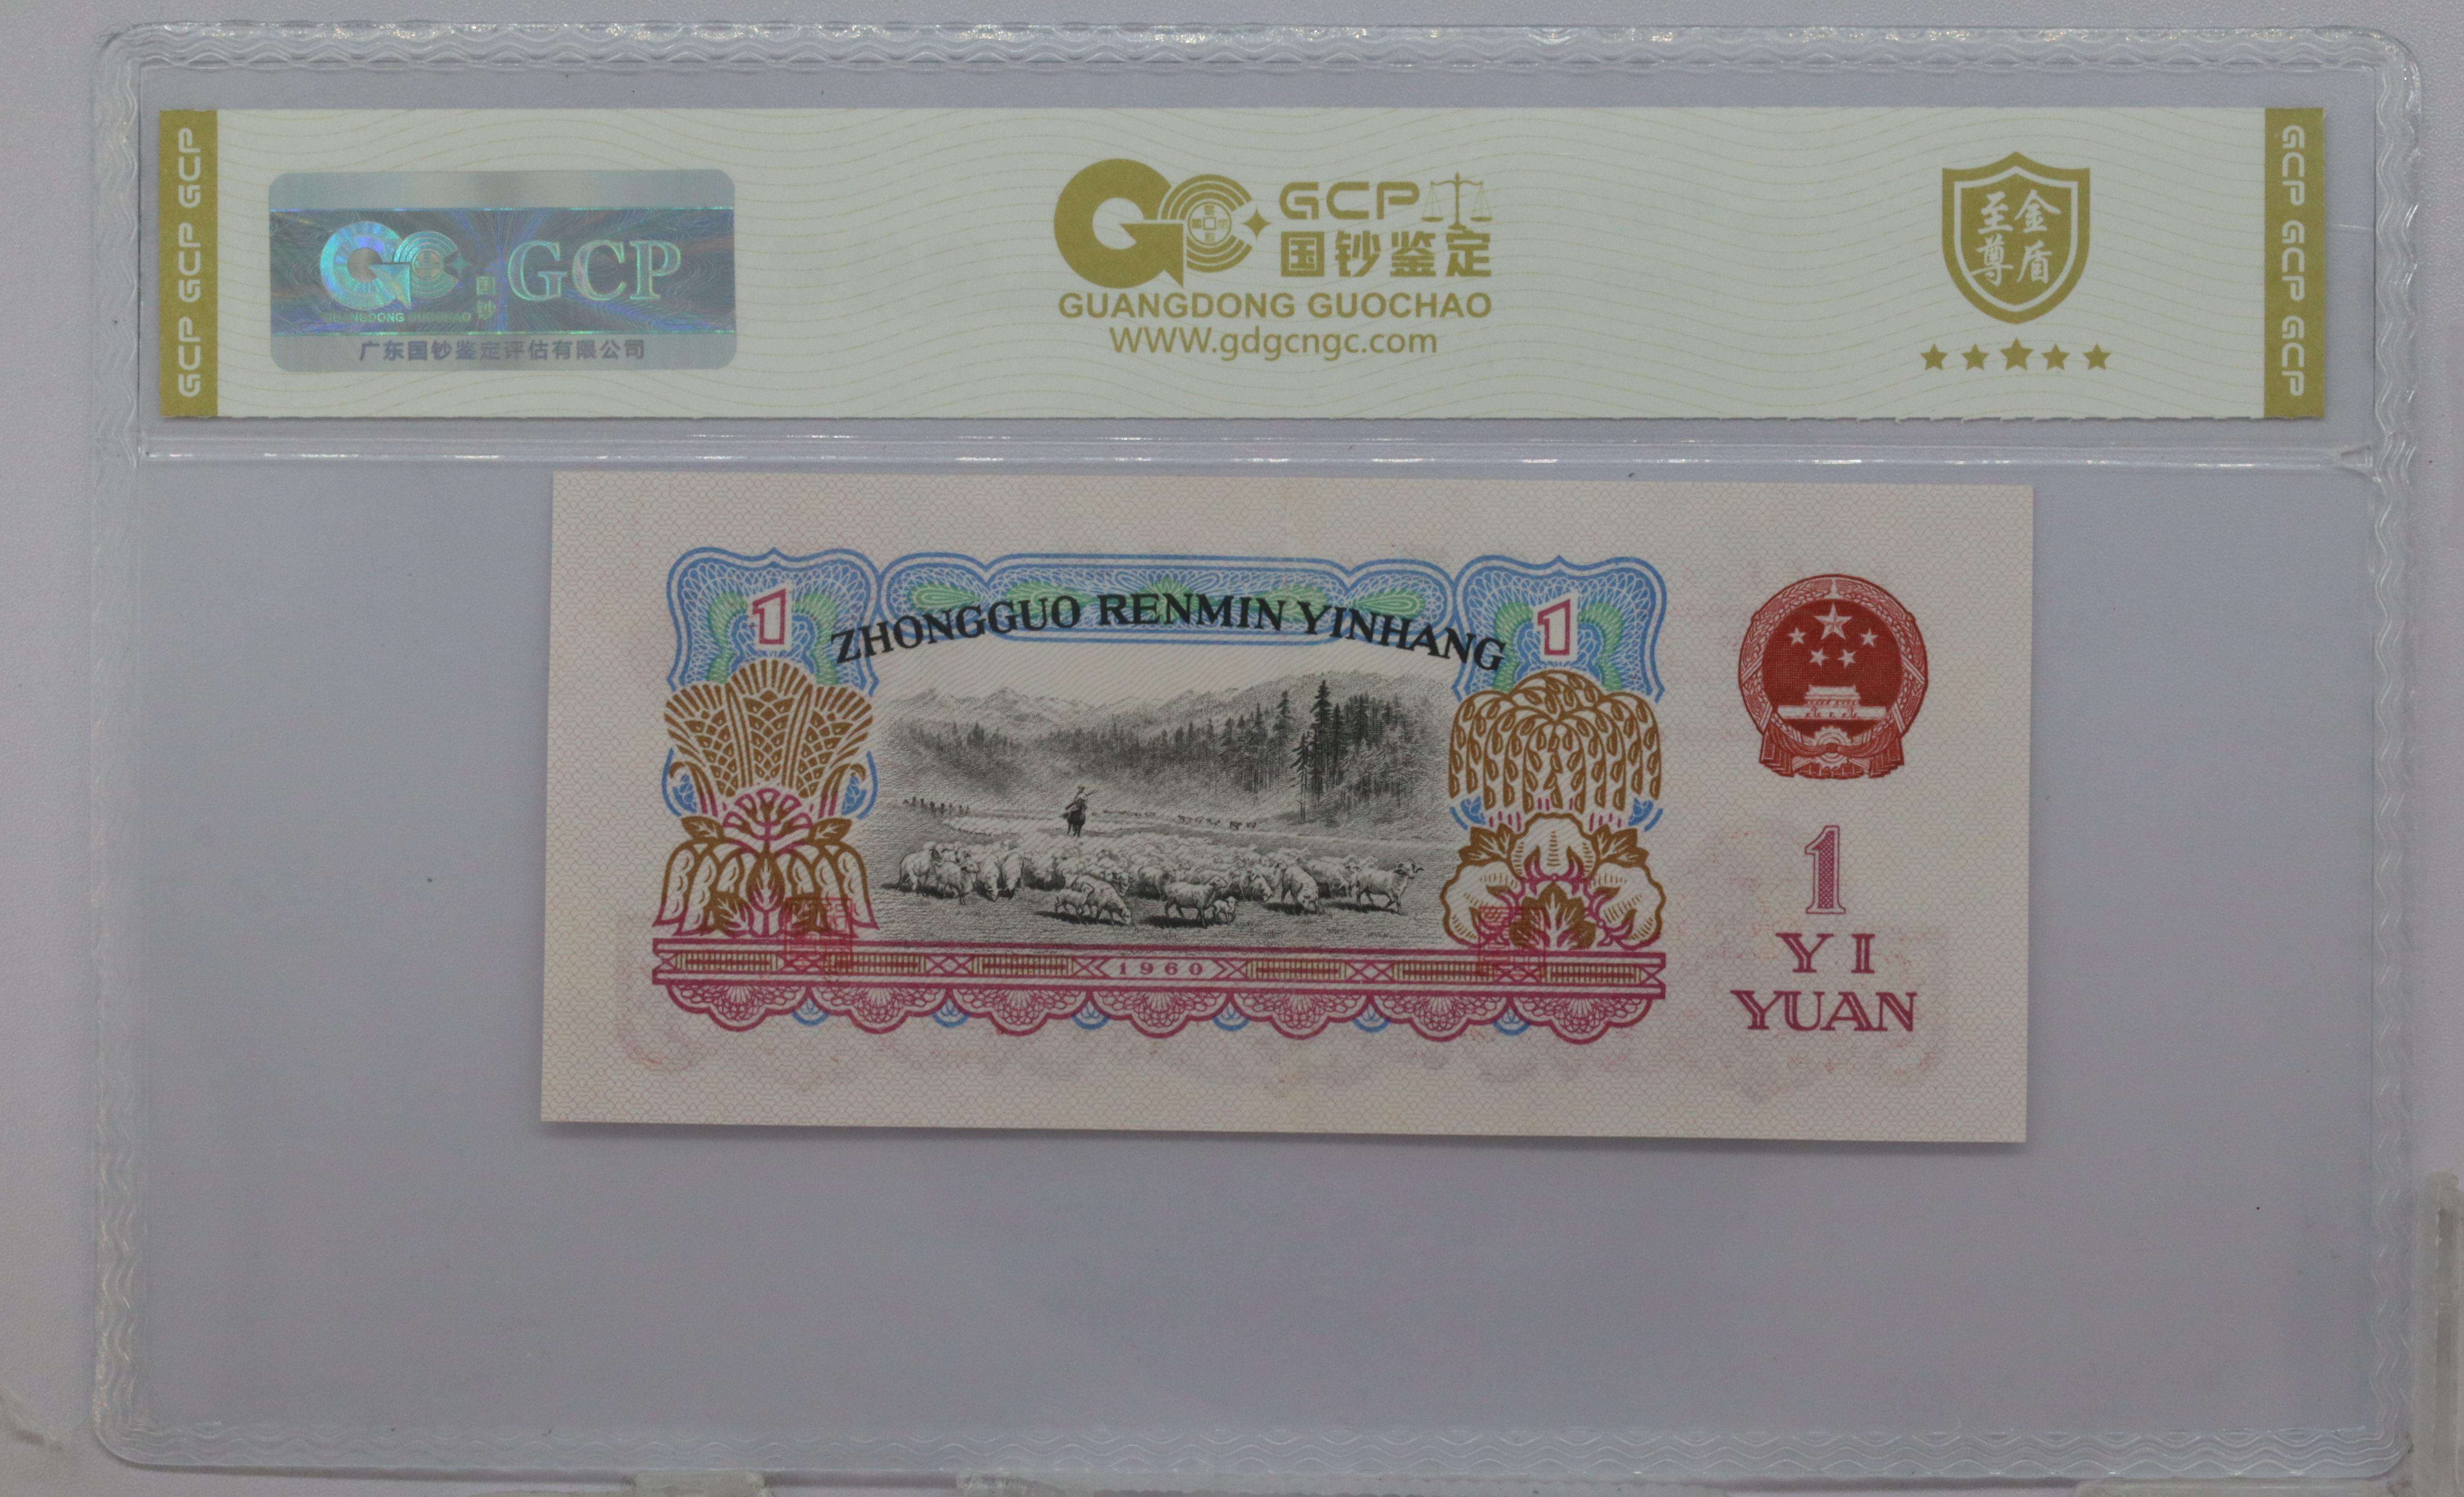 GCP GCP GCP
GCP
国钞
GUANGDONG GUOCHAO
广东国钞鉴定评估有限公司
GCP
国钞鉴定
GUANGDONG GUOCHAO
WWW.gdgcngc.com
至尊
金盾
GCP GCP GCP
1
ZHONGGUO RENMIN YINHANG
1
1960
1
YI
YUAN